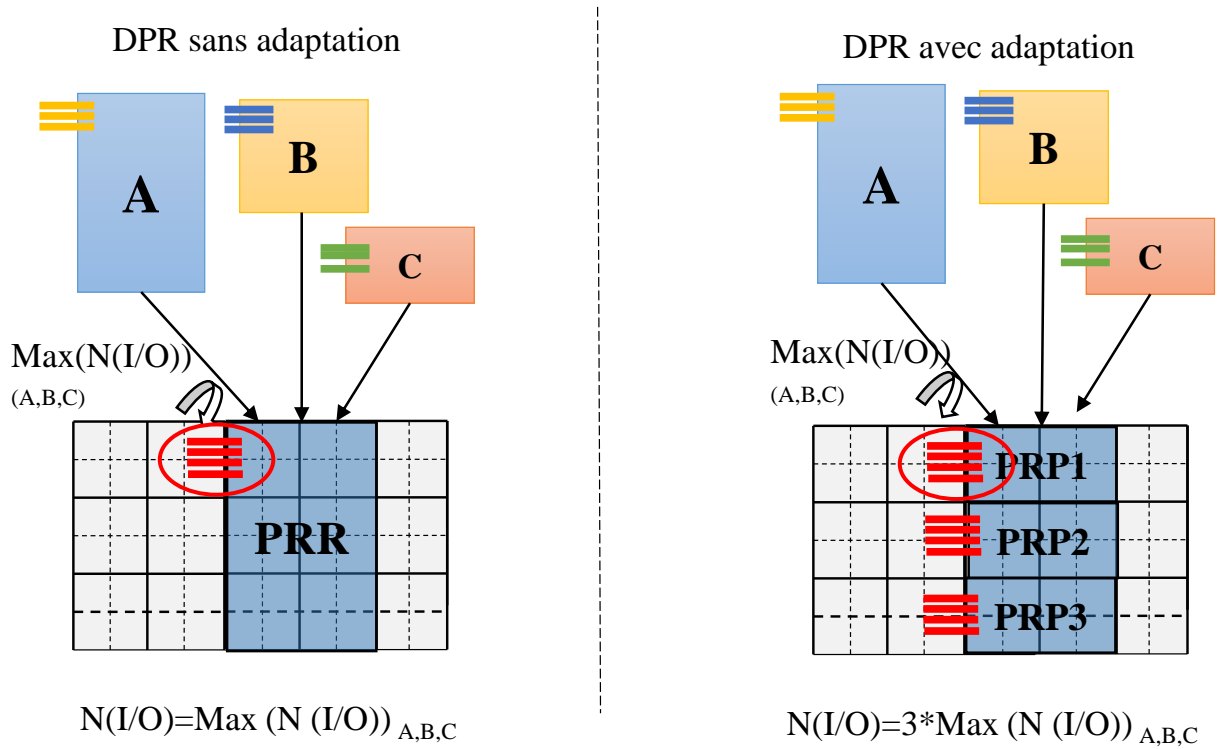 DPR sans adaptation
A
B
C
Max(N(I/O))
(A,B,C)
PRR
N(I/O)=Max (N (I/O)) A,B,C
DPR avec adaptation
A
B
C
Max(N(I/O))
(A,B,C)
PRP1
PRP2
PRP3
N(I/O)=3*Max (N (I/O)) A,B,C